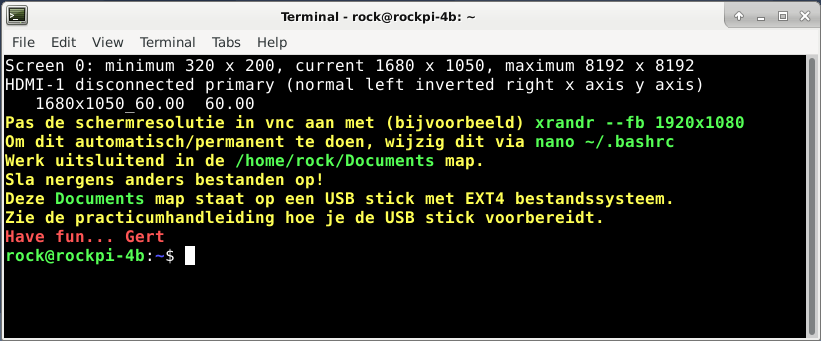 Terminal - rock@rockpi-4b: ~
File Edit View Terminal Tabs Help
Screen 0: minimum 320 x 200, current 1680 x 1050, maximum 8192 x 8192
HDMI-1 disconnected primary (normal left inverted right x axis y axis)
   1680x1050_60.00  60.00
Pas de schermresolutie in vnc aan met (bijvoorbeeld) xrandr --fb 1920x1080
Om dit automatisch/permanent te doen, wijzig dit via nano ~/.bashrc
Werk uitsluitend in de /home/rock/Documents map.
Sla nergens anders bestanden op!
Deze Documents map staat op een USB stick met EXT4 bestandssysteem.
Zie de practicumhandleiding hoe je de USB stick voorbereidt.
Have fun... Gert
rock@rockpi-4b:~$